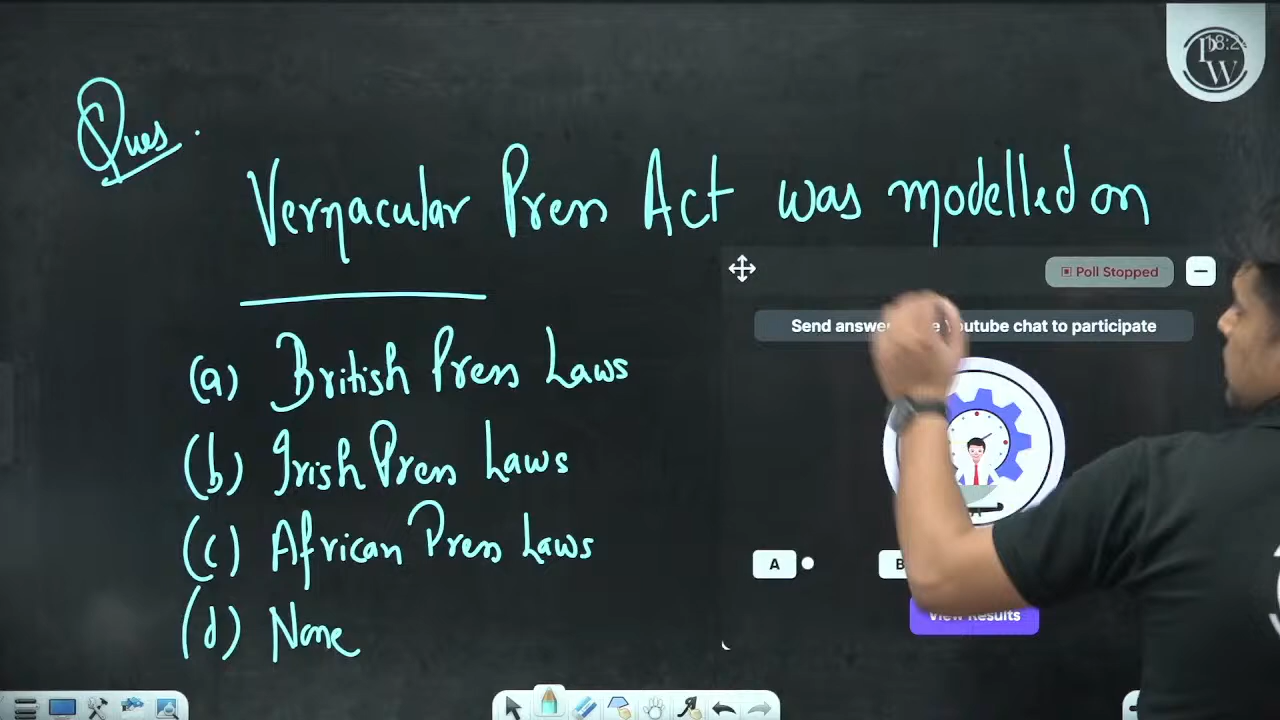 Ques.
Vernacular Press Act was modelled on
(a) British Press Laws
(b) Irish Press Laws
(c) African Press Laws
(d) None
Poll Stopped
Send answer Youtube chat to participate
A
B
View Results
PW